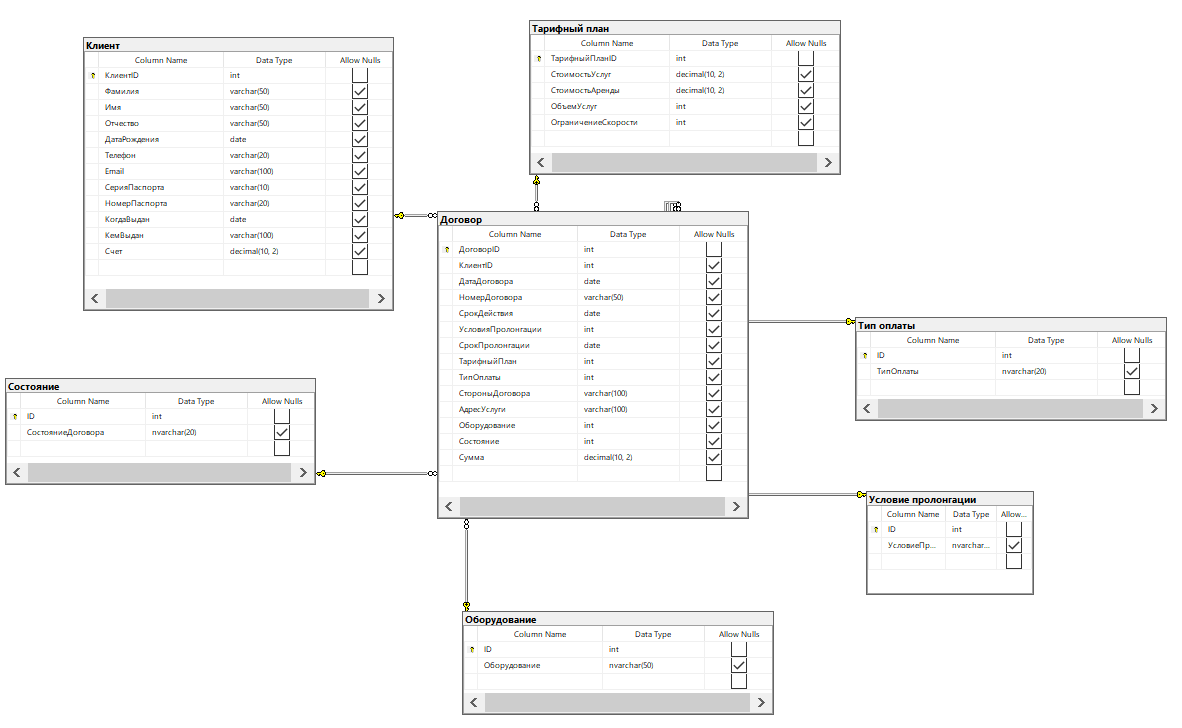 Клиент
Column Name Data Type Allow Nulls
КлиентID int
Фамилия varchar(50)
Имя varchar(50)
Отчество varchar(50)
ДатаРождения date
Телефон varchar(20)
Email varchar(100)
СерияПаспорта varchar(10)
НомерПаспорта varchar(20)
КогдаВыдан date
КемВыдан varchar(100)
Счет decimal(10, 2)
Тарифный план
Column Name Data Type Allow Nulls
ТарифныйПланID int
СтоимостьУслуг decimal(10, 2)
СтоимостьАренды decimal(10, 2)
ОбъемУслуг int
ОграничениеСкорости int
Договор
Column Name Data Type Allow Nulls
ДоговорID int
КлиентID int
ДатаДоговора date
НомерДоговора varchar(50)
СрокДействия date
УсловияПролонгации int
СрокПролонгации date
ТарифныйПлан int
ТипОплаты int
СтороныДоговора varchar(100)
АдресУслуги varchar(100)
Оборудование int
Состояние int
Сумма decimal(10, 2)
Тип оплаты
Column Name Data Type Allow Nulls
ID int
ТипОплаты nvarchar(20)
Состояние
Column Name Data Type Allow Nulls
ID int
СостояниеДоговора nvarchar(20)
Условие пролонгации
Column Name Data Type Allow...
ID int
УсловиеПр... nvarchar...
Оборудование
Column Name Data Type Allow Nulls
ID int
Оборудование nvarchar(50)